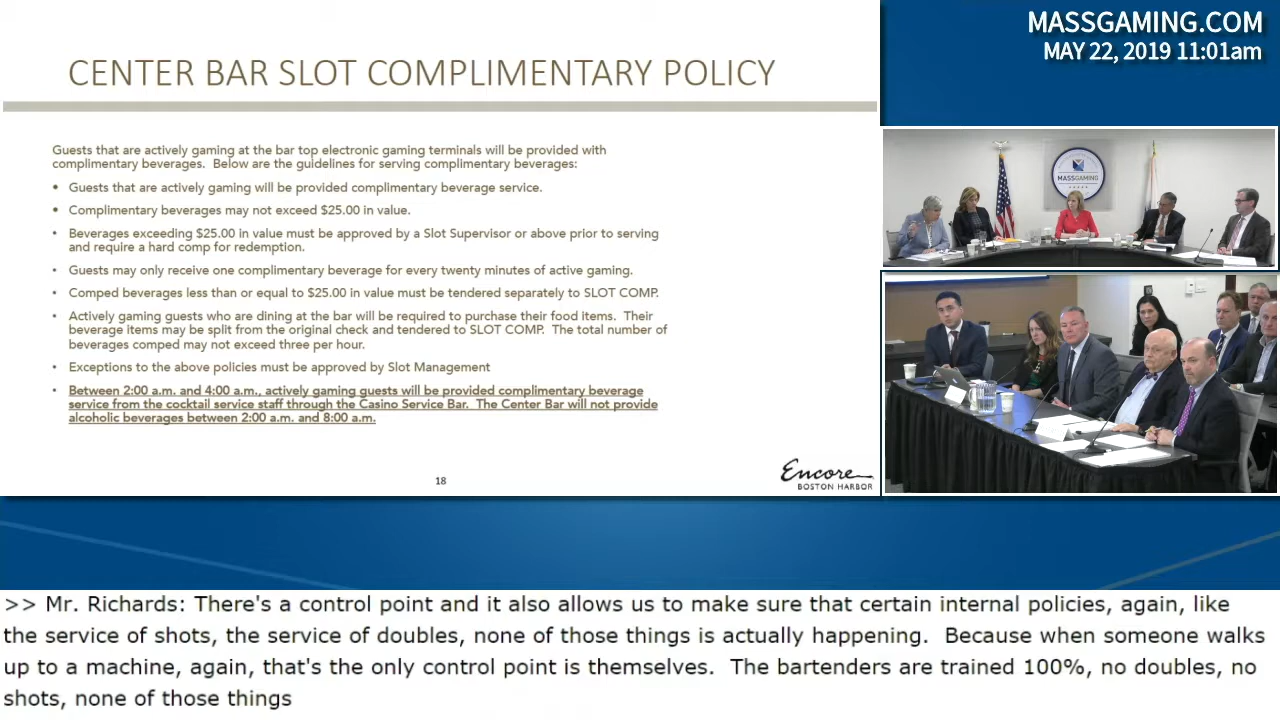 MASSGAMING.COM
MAY 22, 2019 11:01am
CENTER BAR SLOT COMPLIMENTARY POLICY
Guests that are actively gaming at the bar top electronic gaming terminals will be provided with
complimentary beverages. Below are the guidelines for serving complimentary beverages:
• Guests that are actively gaming will be provided complimentary beverage service.
• Complimentary beverages may not exceed $25.00 in value.
• Beverages exceeding $25.00 in value must be approved by a Slot Supervisor or above prior to serving
and require a hard comp for redemption.
• Guests may only receive one complimentary beverage for every twenty minutes of active gaming.
• Comped beverages less than or equal to $25.00 in value must be tendered separately to SLOT COMP.
• Actively gaming guests who are dining at the bar will be required to purchase their food items. Their
beverage items may be split from the original check and tendered to SLOT COMP. The total number of
beverages comped may not exceed three per hour.
• Exceptions to the above policies must be approved by Slot Management
• Between 2:00 a.m. and 4:00 a.m., actively gaming guests will be provided complimentary beverage
service from the cocktail service staff through the Casino Service Bar. The Center Bar will not provide
alcoholic beverages between 2:00 a.m. and 8:00 a.m.
18
Encore
BOSTON HARBOR
MASSGAMING
>> Mr. Richards: There's a control point and it also allows us to make sure that certain internal policies, again, like
the service of shots, the service of doubles, none of those things is actually happening. Because when someone walks
up to a machine, again, that's the only control point is themselves. The bartenders are trained 100%, no doubles, no
shots, none of those things